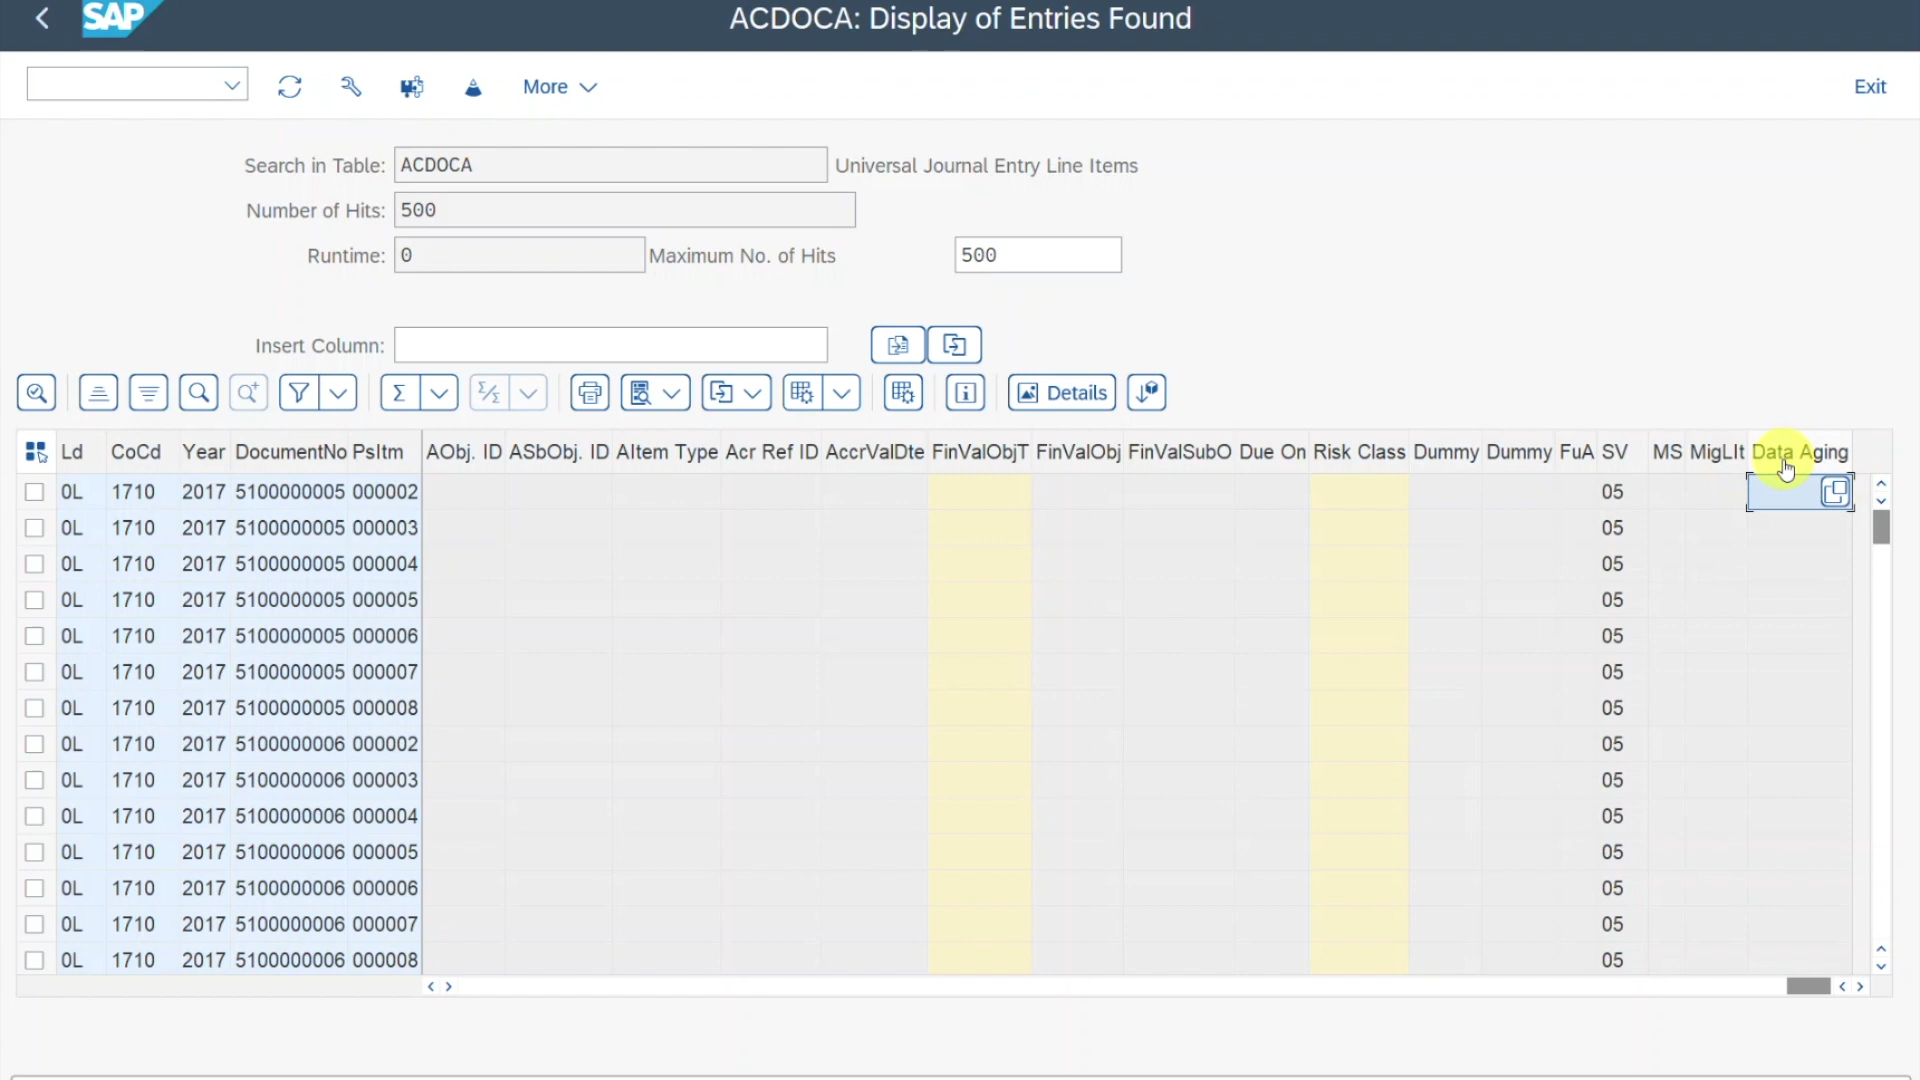 SAP
ACDOCA: Display of Entries Found
More
Exit
Search in Table: ACDOCA Universal Journal Entry Line Items
Number of Hits: 500
Runtime: 0 Maximum No. of Hits 500
Insert Column:
Details
Ld CoCd Year DocumentNo PsItm AObj. ID ASbObj. ID AItem Type Acr Ref ID AccrValDte FinValObjT FinValObj FinValSubO Due On Risk Class Dummy Dummy FuA SV MS MigLIt Data Aging
0L 1710 2017 5100000005 000002 05
0L 1710 2017 5100000005 000003 05
0L 1710 2017 5100000005 000004 05
0L 1710 2017 5100000005 000005 05
0L 1710 2017 5100000005 000006 05
0L 1710 2017 5100000005 000007 05
0L 1710 2017 5100000005 000008 05
0L 1710 2017 5100000006 000002 05
0L 1710 2017 5100000006 000003 05
0L 1710 2017 5100000006 000004 05
0L 1710 2017 5100000006 000005 05
0L 1710 2017 5100000006 000006 05
0L 1710 2017 5100000006 000007 05
0L 1710 2017 5100000006 000008 05